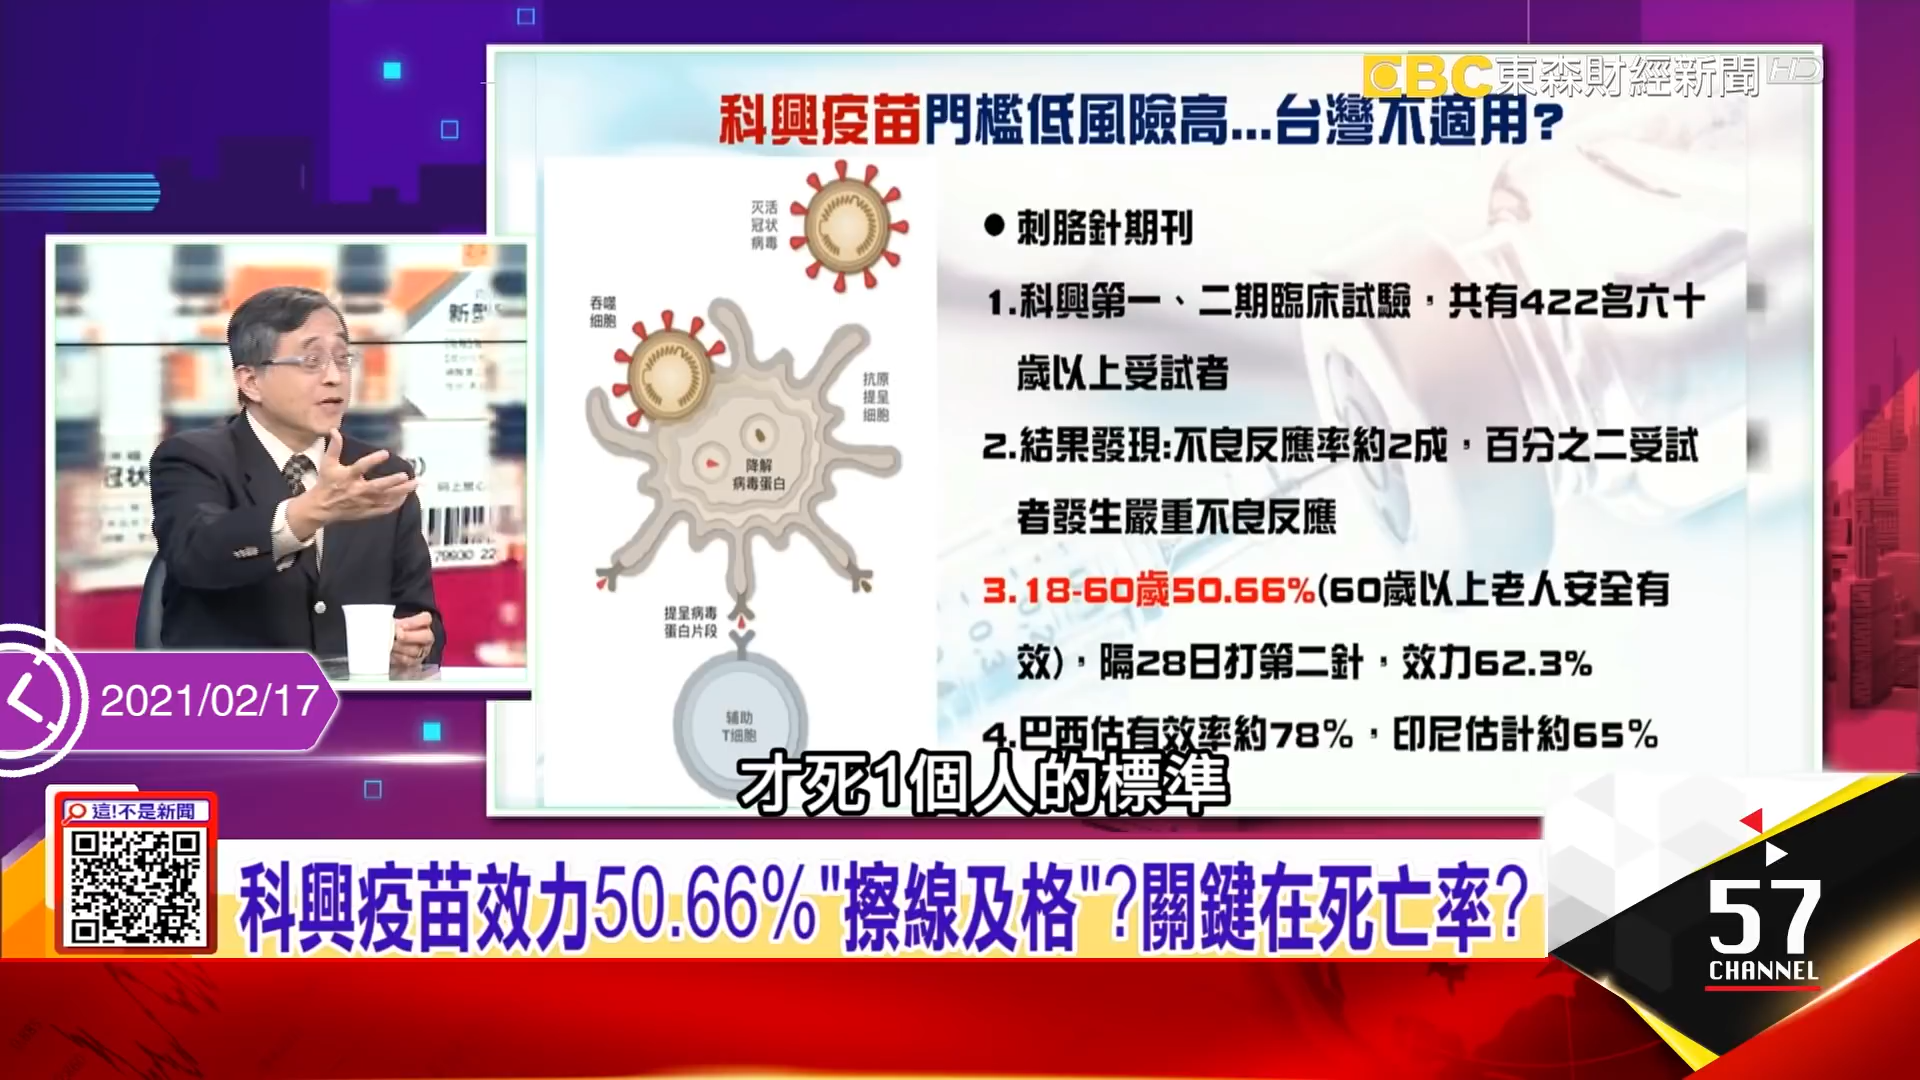 EBC東森財經新聞HD
科興疫苗門檻低風險高...台灣不適用?
灭活
冠状
病毒
吞噬
细胞
抗原
提呈
细胞
降解
病毒蛋白
提呈病毒
蛋白片段
辅助
T细胞
●刺胳針期刊
1.科興第一、二期臨床試驗，共有422名六十
歲以上受試者
2.結果發現:不良反應率約2成，百分之二受試
者發生嚴重不良反應
3.18-60歲50.66%(60歲以上老人安全有
效)，隔28日打第二針，效力62.3%
4.巴西估有效率約78%，印尼估計約65%
新
冠状
79930 22
2021/02/17
才死1個人的標準
這!不是新聞
科興疫苗效力50.66%"擦線及格"?關鍵在死亡率?
57
CHANNEL